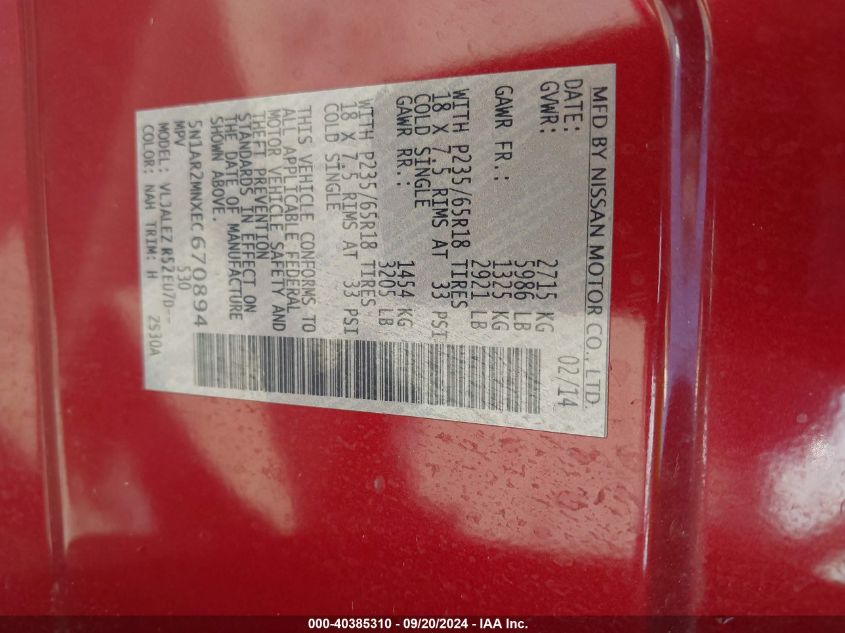 MFD BY NISSAN MOTOR CO., LTD.
DATE: 02/14
GVWR: 2715 KG
5986 LB
GAWR FR.: 1325 KG
2921 LB
WITH P235/65R18 TIRES
18 X 7.5 RIMS AT 33 PSI
COLD SINGLE
GAWR RR.: 1454 KG
3205 LB
WITH P235/65R18 TIRES
18 X 7.5 RIMS AT 33 PSI
COLD SINGLE
THIS VEHICLE CONFORMS TO
ALL APPLICABLE FEDERAL
MOTOR VEHICLE SAFETY AND
THEFT PREVENTION
STANDARDS IN EFFECT ON
THE DATE OF MANUFACTURE
SHOWN ABOVE.
5N1AR2MNXEC670894
MPV S30
MODEL: VLJALEZ R52EU7D--
COLOR: NAH TRIM: H 2S30A
000-40385310 - 09/20/2024 - IAA Inc.